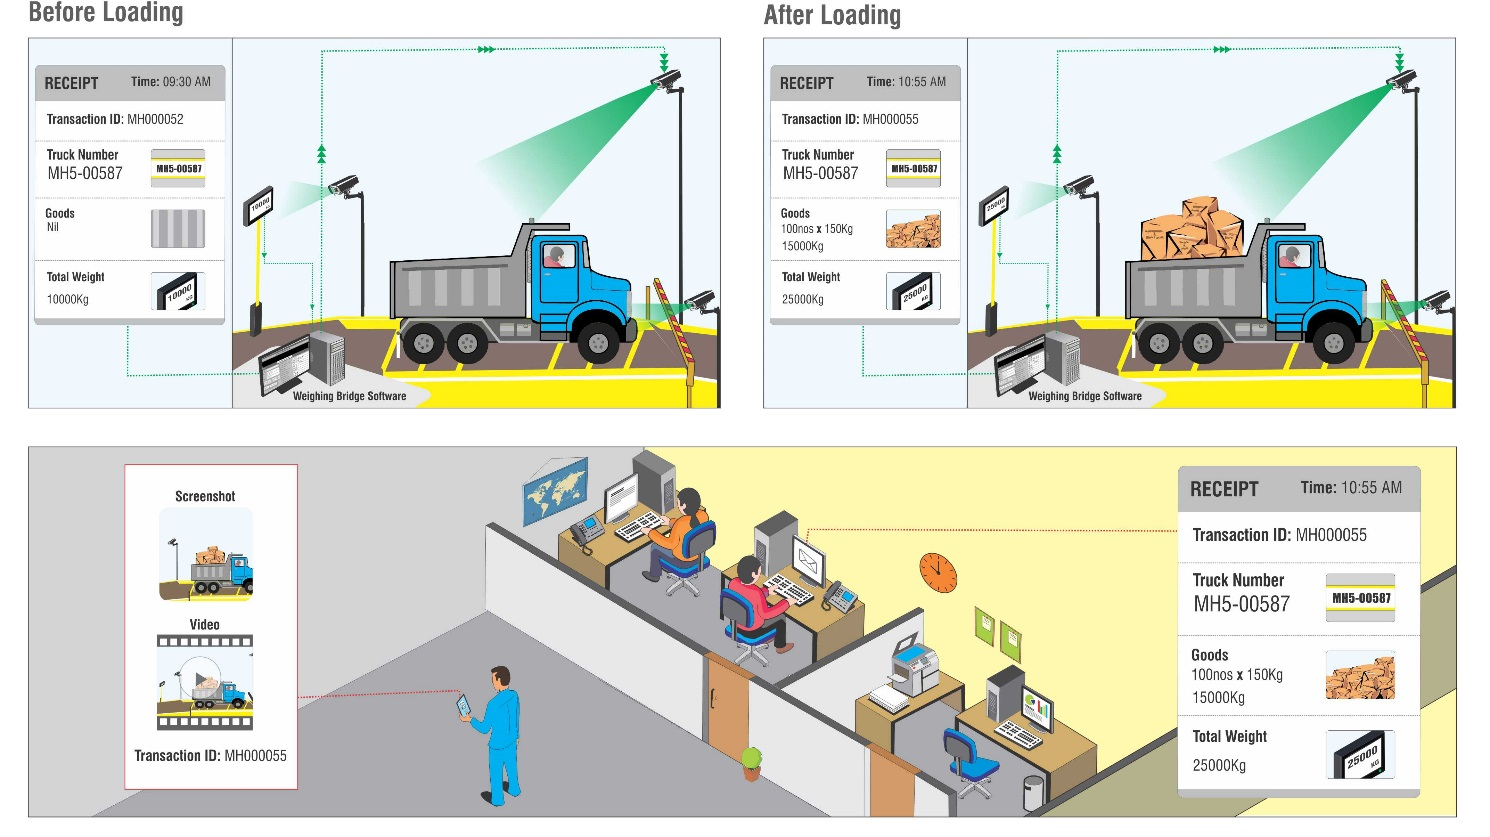 Before Loading
RECEIPT Time: 09:30 AM
Transaction ID: MH000052
Truck Number
MH5-00587
MH5-00587
Goods
Nil
Total Weight
10000Kg
10000
KG
10000
Weighing Bridge Software
After Loading
RECEIPT Time: 10:55 AM
Transaction ID: MH000055
Truck Number
MH5-00587
MH5-00587
Goods
100nos x 150Kg
15000Kg
Total Weight
25000Kg
25000
KG
25000
Weighing Bridge Software
Screenshot
Video
Transaction ID: MH000055
RECEIPT Time: 10:55 AM
Transaction ID: MH000055
Truck Number
MH5-00587
MH5-00587
Goods
100nos x 150Kg
15000Kg
Total Weight
25000Kg
25000
KG